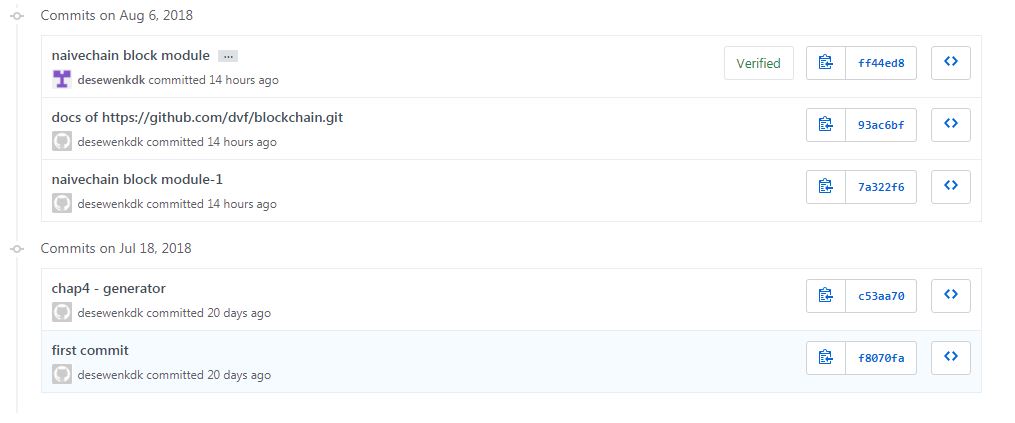 Commits on Aug 6, 2018
naivechain block module ...
desewenkdk committed 14 hours ago
Verified
ff44ed8
docs of https://github.com/dvf/blockchain.git
desewenkdk committed 14 hours ago
93ac6bf
naivechain block module-1
desewenkdk committed 14 hours ago
7a322f6
Commits on Jul 18, 2018
chap4 - generator
desewenkdk committed 20 days ago
c53aa70
first commit
desewenkdk committed 20 days ago
f8070fa